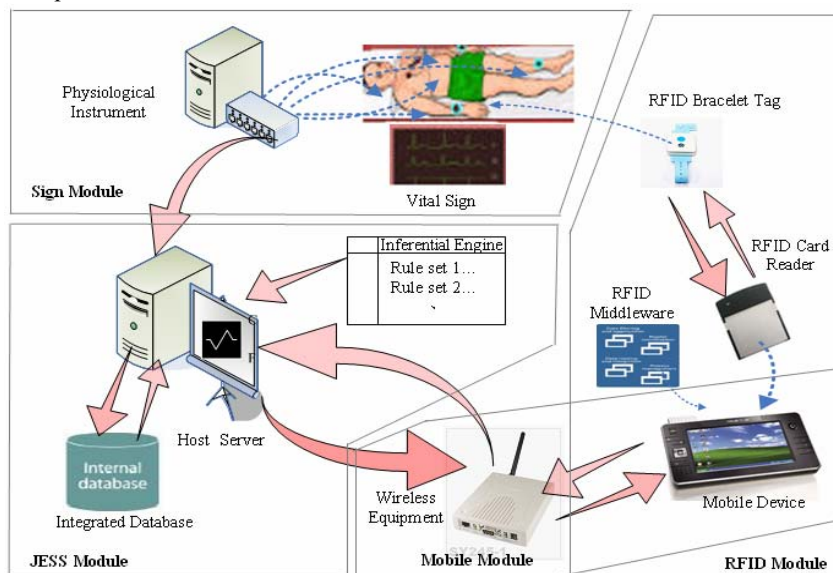 Physiological
Instrument
Sign Module
Vital Sign
RFID Bracelet Tag
RFID Card
Reader
RFID
Middleware
Inferential Engine
Rule set 1...
Rule set 2...
G
F
Host Server
Internal
database
Integrated Database
JESS Module
Wireless
Equipment
SX24E-1
Mobile Module
Mobile Device
RFID Module